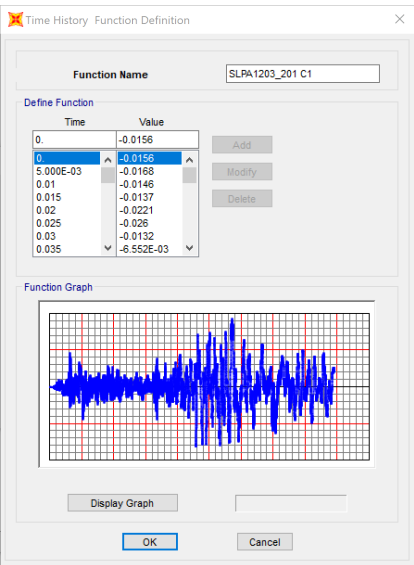 Time History Function Definition
Function Name SLPA1203_201 C1
Define Function
Time Value
0. -0.0156 Add
0. -0.0156
5.000E-03 -0.0168 Modify
0.01 -0.0146
0.015 -0.0137 Delete
0.02 -0.0221
0.025 -0.026
0.03 -0.0132
0.035 -6.552E-03
Function Graph
Display Graph
OK Cancel